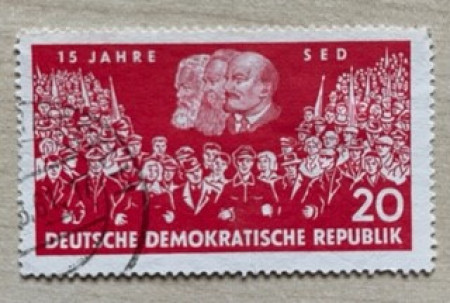 15 JAHRE SED
20
DEUTSCHE DEMOKRATISCHE REPUBLIK